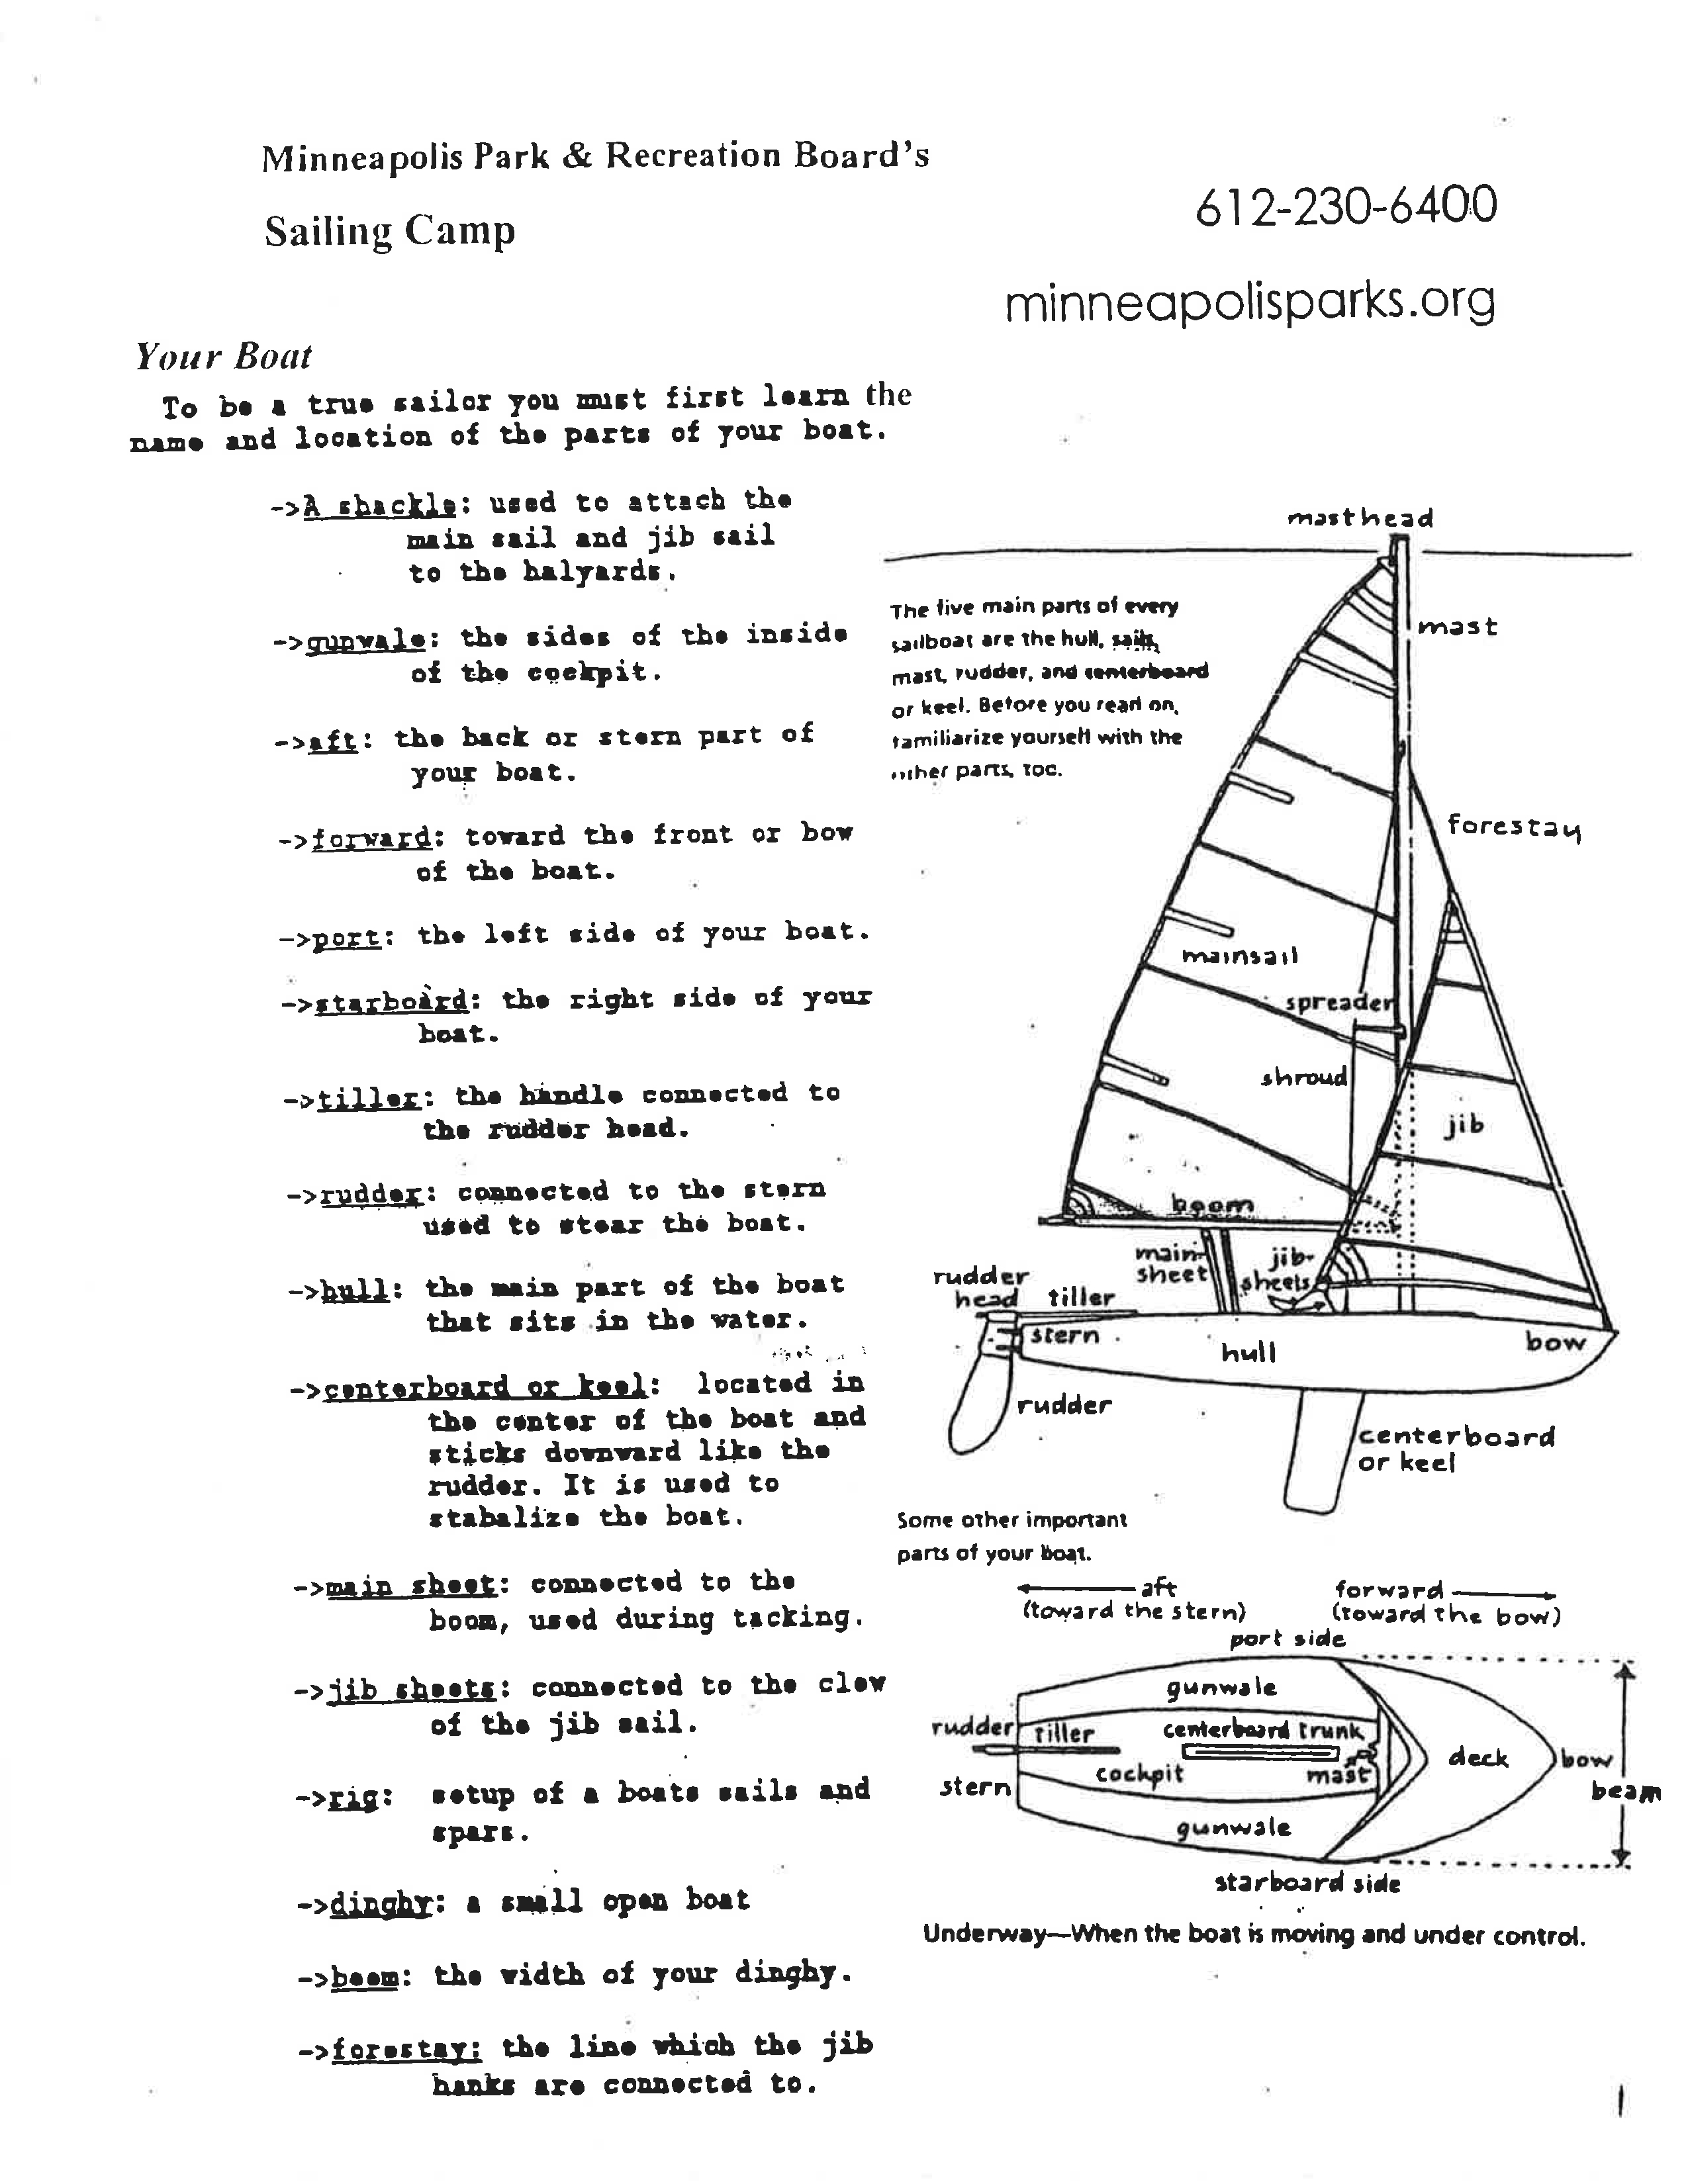 Minneapolis Park & Recreation Board's
Sailing Camp
612-230-6400
minneapolisparks.org
Your Boat
To be a true sailor you must first learn the
name and location of the parts of your boat.
->A shackle: used to attach the
main sail and jib sail
to the halyards.
->gunwale: the sides of the inside
of the cockpit.
->aft: the back or stern part of
your boat.
->forward: toward the front or bow
of the boat.
->port: the left side of your boat.
->starboard: the right side of your
boat.
->tiller: the handle connected to
the rudder head.
->rudder: connected to the stern
used to stear the boat.
->hull: the main part of the boat
that sits in the water.
->centerboard or keel: located in
the center of the boat and
sticks downward like the
rudder. It is used to
stabalize the boat.
->main sheet: connected to the
boom, used during tacking.
->jib sheets: connected to the clew
of the jib sail.
->rig: setup of a boats sails and
spars.
->dinghy: a small open boat
->beam: the width of your dinghy.
->forestay: the line which the jib
hanks are connected to.
masthead
The five main parts of every
sailboat are the hull, sails,
mast, rudder, and centerboard
or keel. Before you read on,
familiarize yourself with the
other parts, too.
mast
forestay
mainsail
spreader
shroud
jib
boom
main-
sheet
jib-
sheets
rudder
head
tiller
stern
hull
bow
rudder
centerboard
or keel
Some other important
parts of your boat.
aft
(toward the stern)
forward
(toward the bow)
port side
gunwale
rudder
tiller
centerboard trunk
cockpit
mast
deck
bow
stern
beam
gunwale
starboard side
Underway—When the boat is moving and under control.
1